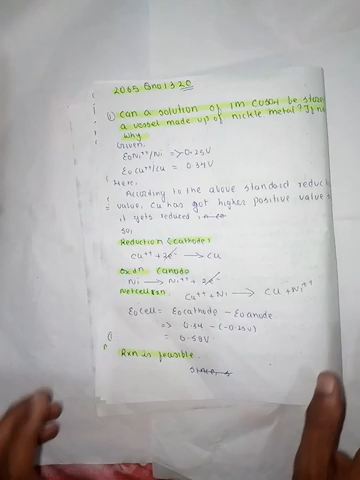 2065 Qno 13.20
b) can a solution of 1M CuSO4 be store
a vessel made up of nickle metal? If no
why
Given,
E0Ni++/Ni => 0.25V
E0 Cu++/Cu = 0.34V
Here,
According to the above standard reduct
value, Cu has got higher positive value s
it gets reduced
So,
Reduction (cathode)
Cu++ + 2e- → Cu
Oxdn (anode
Ni → Ni++ + 2e-
Net cell rxn. Cu++ + Ni → Cu + Ni++
E0cell = E0cathode - E0anode
=> 0.34 - (-0.25V)
= 0.59V
Rxn is feasible.